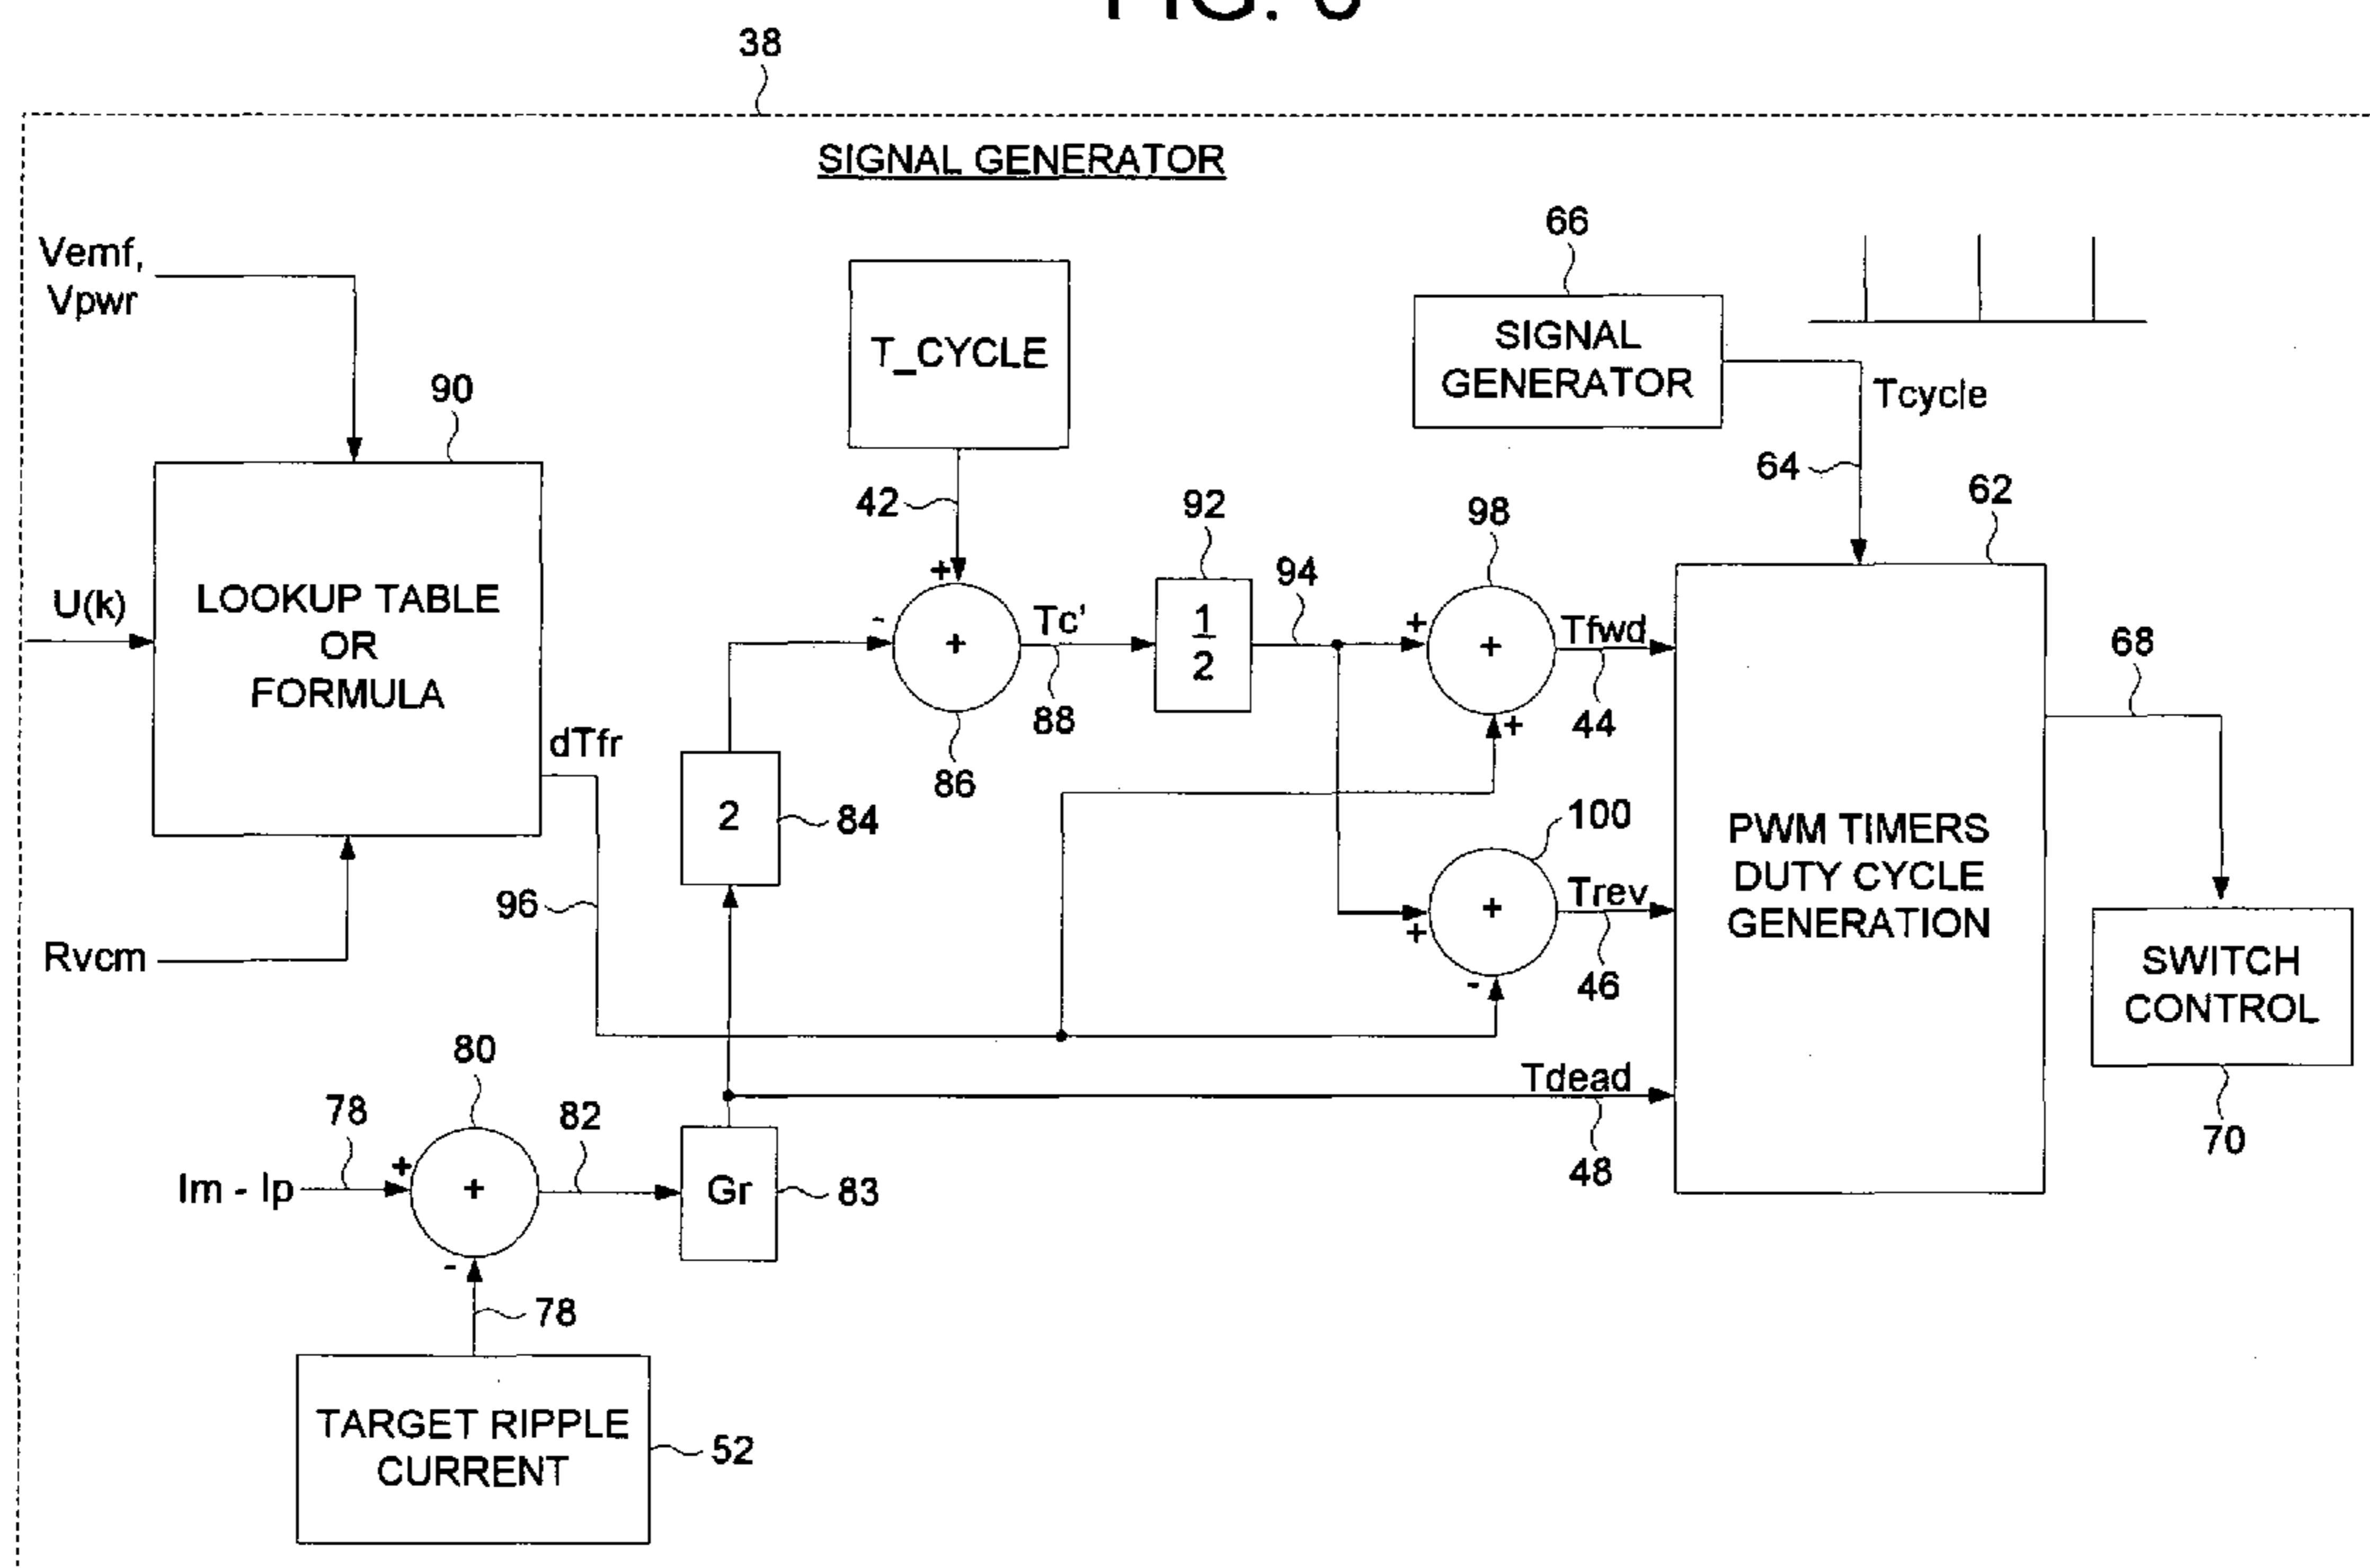 38
SIGNAL GENERATOR
Vemf,
Vpwr
90
U(k)
LOOKUP TABLE
OR
FORMULA
dTfr
96
Rvcm
T_CYCLE
42
+
-
+
86
Tc'
88
2
84
92
1
2
94
66
SIGNAL
GENERATOR
Tcycle
64
62
98
+
+
+
Tfwd
44
100
+
+
-
Trev
46
Tdead
48
PWM TIMERS
DUTY CYCLE
GENERATION
68
SWITCH
CONTROL
70
Im - Ip
78
80
+
+
-
82
Gr
83
78
TARGET RIPPLE
CURRENT
52